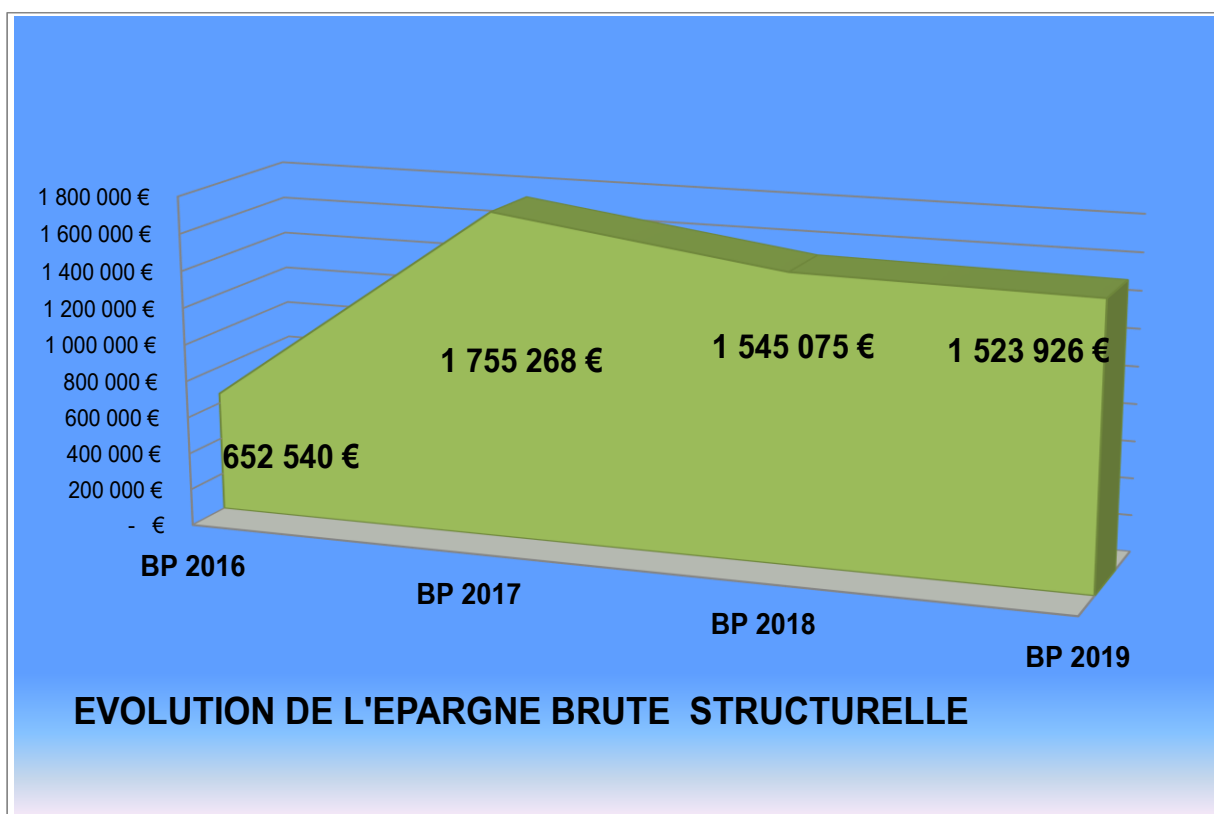 1 800 000 €
1 600 000 €
1 400 000 €
1 200 000 €
1 000 000 €
800 000 €
600 000 €
400 000 €
200 000 €
- €
652 540 €
1 755 268 €
1 545 075 €
1 523 926 €
BP 2016
BP 2017
BP 2018
BP 2019
EVOLUTION DE L'EPARGNE BRUTE STRUCTURELLE